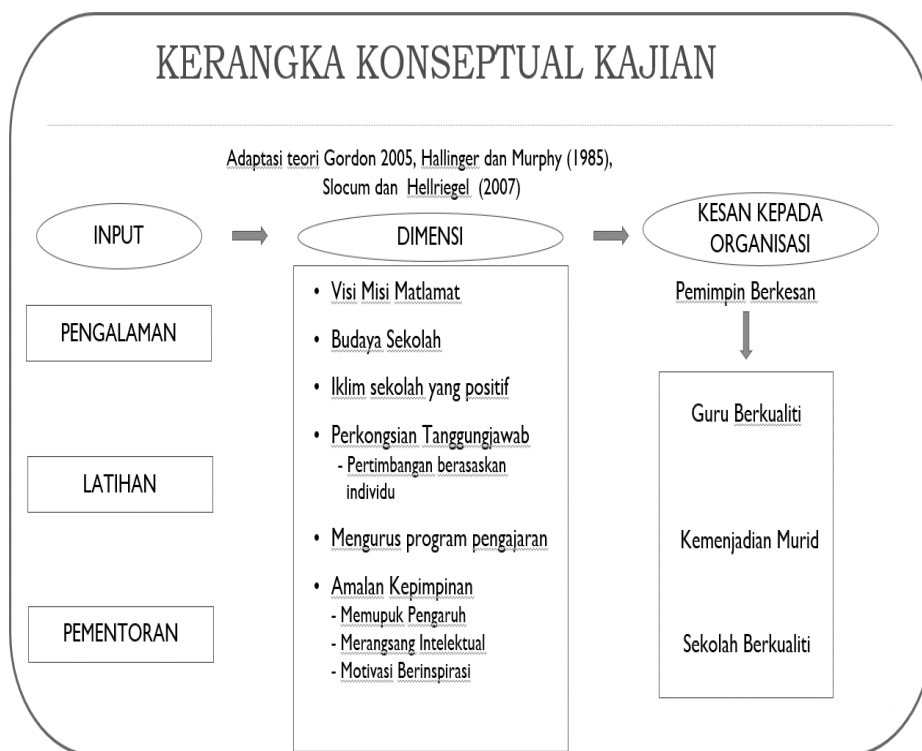 KERANGKA KONSEPTUAL KAJIAN
Adaptasi teori Gordon 2005, Hallinger dan Murphy (1985),
Slocum dan Hellriegel (2007)
INPUT
PENGALAMAN
LATIHAN
PEMENTORAN
DIMENSI
• Visi Misi Matlamat
• Budaya Sekolah
• Iklim sekolah yang positif
• Perkongsian Tanggungjawab
- Pertimbangan berasaskan
individu
• Mengurus program pengajaran
• Amalan Kepimpinan
- Memupuk Pengaruh
- Merangsang Intelektual
- Motivasi Berinspirasi
KESAN KEPADA
ORGANISASI
Pemimpin Berkesan
Guru Berkualiti
Kemenjadian Murid
Sekolah Berkualiti